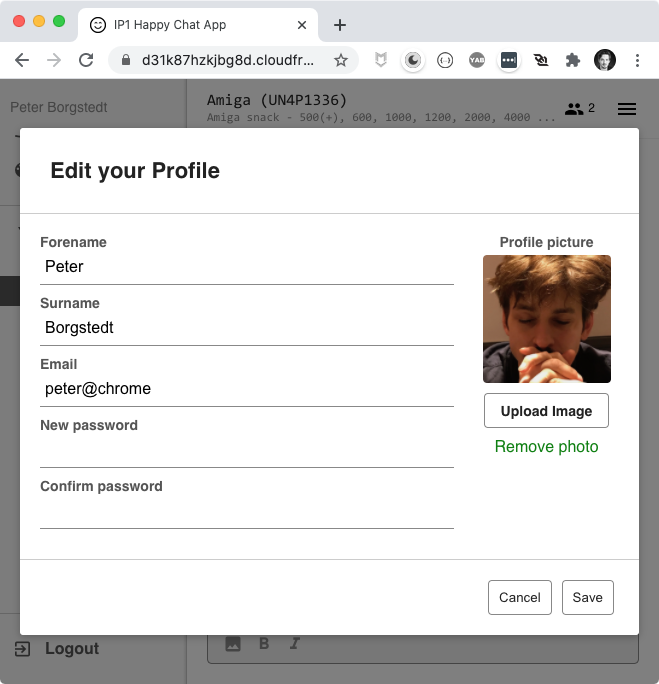 IP1 Happy Chat App
d31k87hzkjbg8d.cloudfr...
YAB
Peter Borgstedt
Amiga (UN4P1336)
Amiga snack - 500(+), 600, 1000, 1200, 2000, 4000 ...
2
Edit your Profile
Forename
Peter
Surname
Borgstedt
Email
peter@chrome
New password
Confirm password
Profile picture
Upload Image
Remove photo
Cancel
Save
Logout
B
I